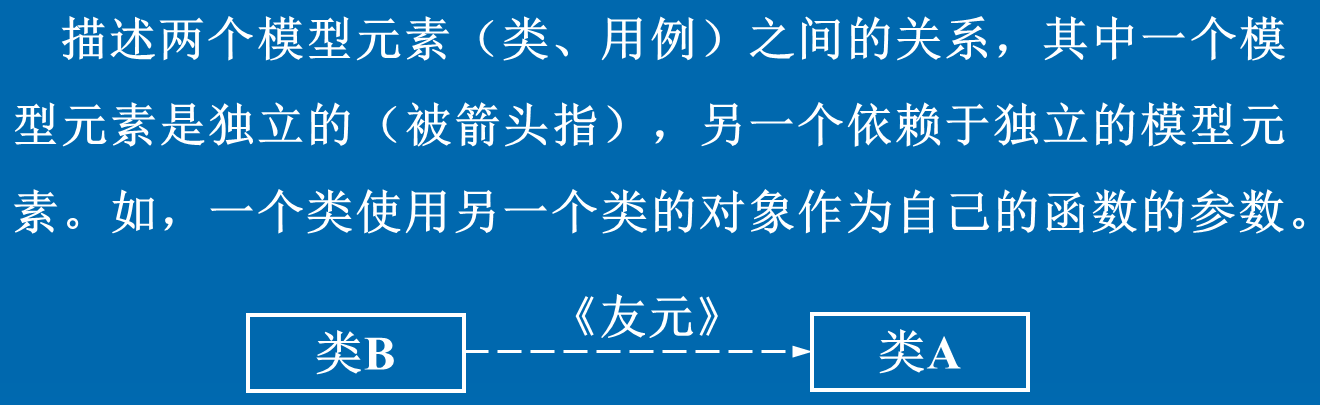 描述两个模型元素（类、用例）之间的关系，其中一个模
型元素是独立的（被箭头指），另一个依赖于独立的模型元
素。如，一个类使用另一个类的对象作为自己的函数的参数。
《友元》
类B
类A